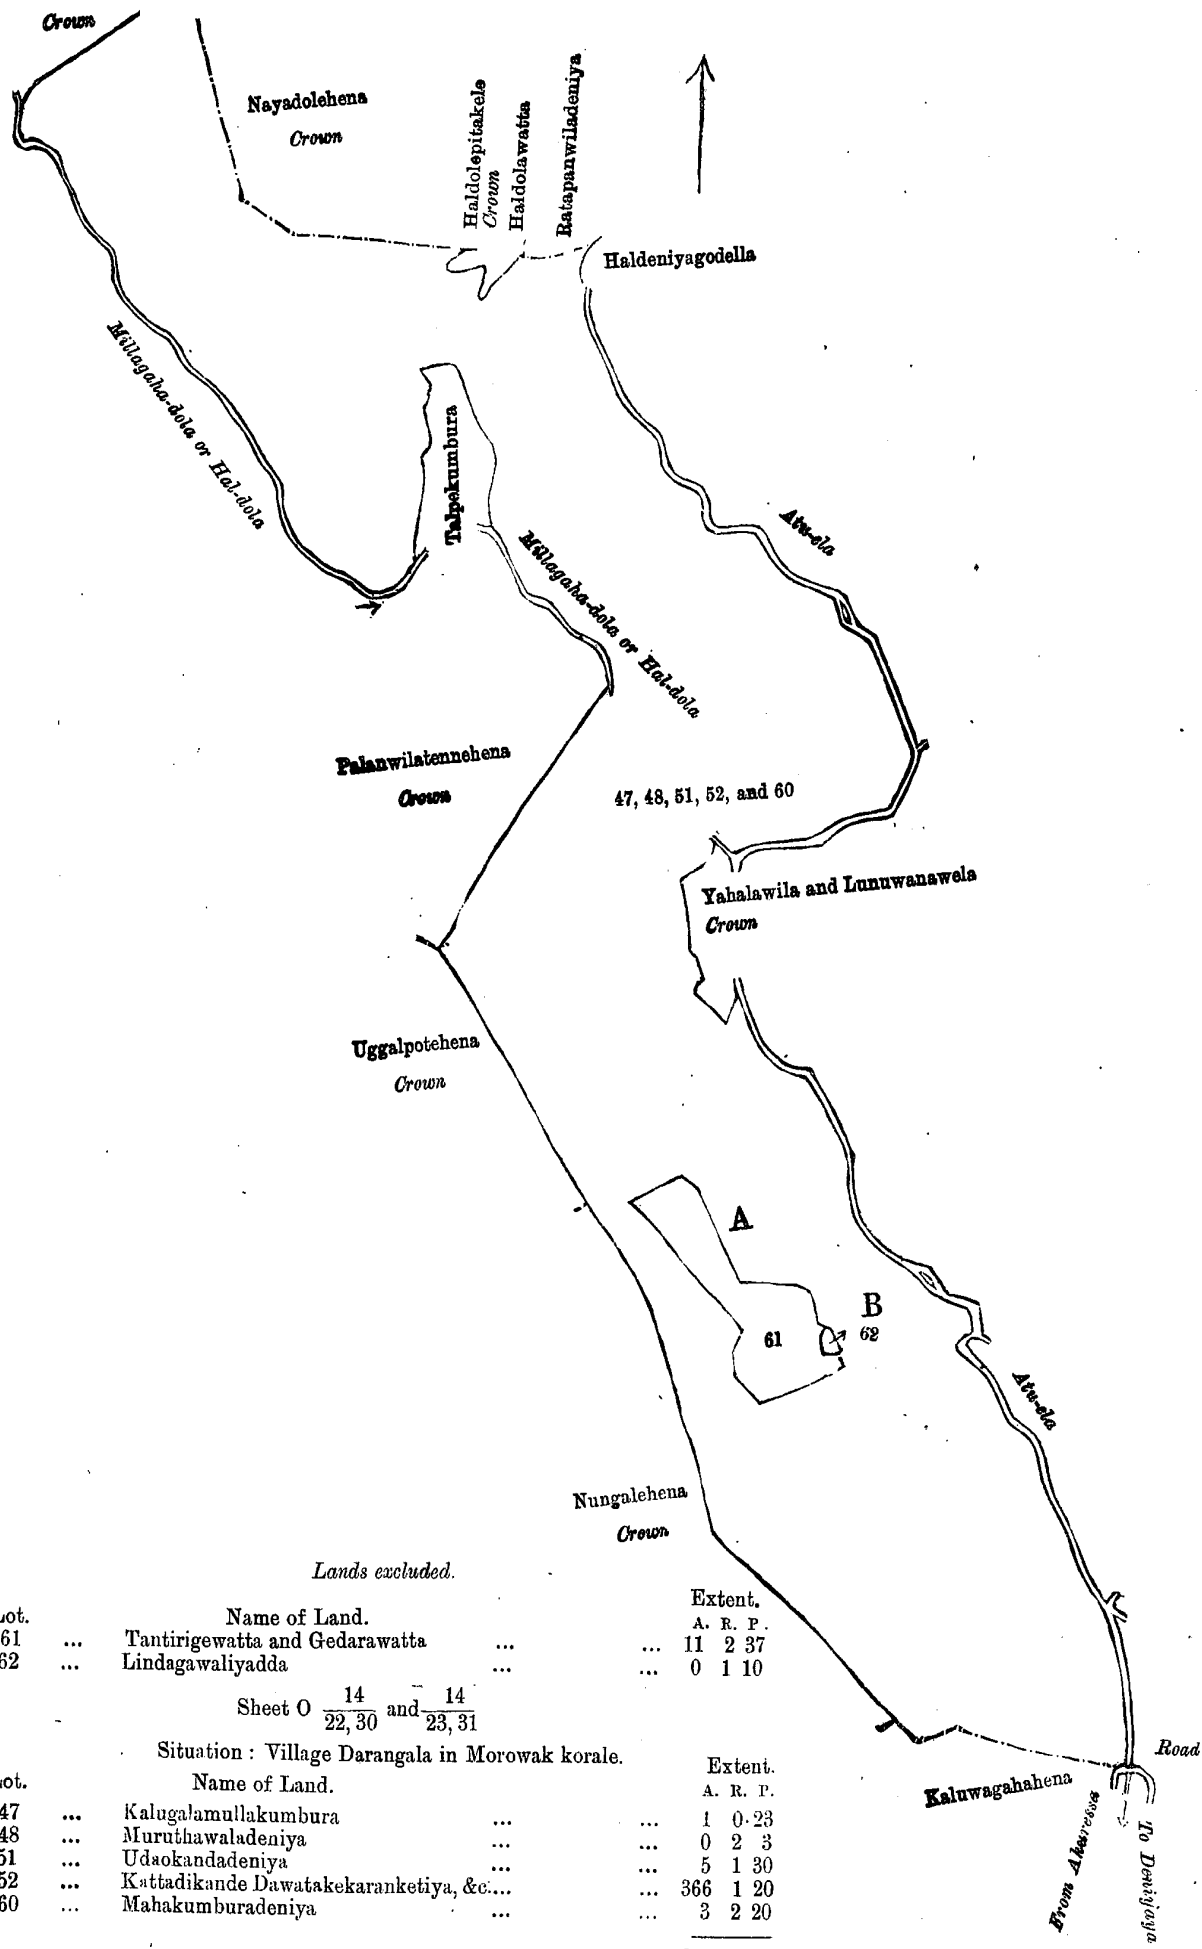 Crown
Nayadolehena
Crown
Haldolepitakele
Crown
Haldolawatta
Ratapanwiladeniya
Haldeniyagodella
Millagaha-dola or Hal-dola
Talpekumbura
Millagaha-dola or Hal-dola
Atu-ela
Palanwilatennehena
Crown
47, 48, 51, 52, and 60
Yahalawila and Lunuwanawela
Crown
Uggalpotehena
Crown
A
B
61
62
Atu-ela
Nungalehena
Crown
Lands excluded.
ot. Name of Land. Extent.
A. R. P.
61 ... Tantirigewatta and Gedarawatta ... ... 11 2 37
62 ... Lindagawaliyadda ... ... 0 1 10
Sheet O 14/22, 30 and 14/23, 31
Situation : Village Darangala in Morowak korale.
ot. Name of Land. Extent.
A. R. P.
47 ... Kalugalamullakumbura ... ... 1 0 23
48 ... Muruthawaladeniya ... ... 0 2 3
51 ... Udaokandadeniya ... ... 5 1 30
52 ... Kattadikande Dawatakekaranketiya, &c.... ... 366 1 20
60 ... Mahakumburadeniya ... ... 3 2 20
Kaluwagahahena
Road
From Akuressa
To Deniyaya